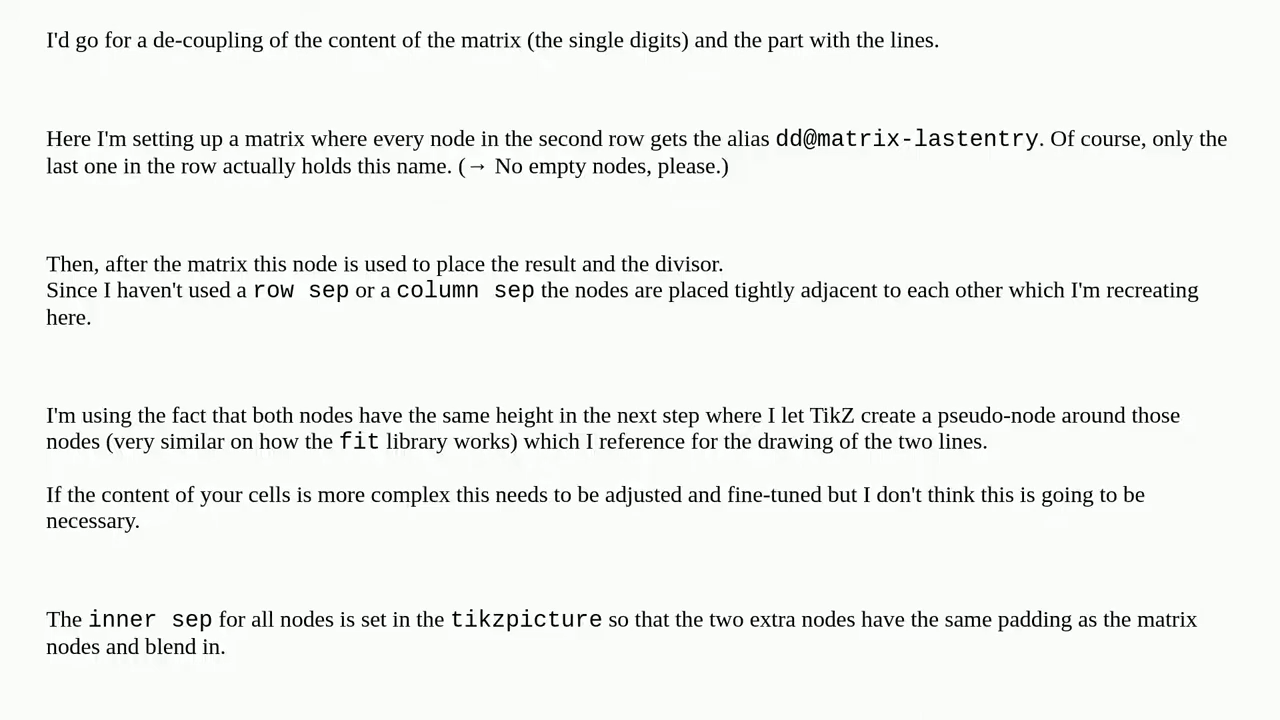 I'd go for a de-coupling of the content of the matrix (the single digits) and the part with the lines.
Here I'm setting up a matrix where every node in the second row gets the alias dd@matrix-lastentry. Of course, only the
last one in the row actually holds this name. (→ No empty nodes, please.)
Then, after the matrix this node is used to place the result and the divisor.
Since I haven't used a row sep or a column sep the nodes are placed tightly adjacent to each other which I'm recreating
here.
I'm using the fact that both nodes have the same height in the next step where I let TikZ create a pseudo-node around those
nodes (very similar on how the fit library works) which I reference for the drawing of the two lines.
If the content of your cells is more complex this needs to be adjusted and fine-tuned but I don't think this is going to be
necessary.
The inner sep for all nodes is set in the tikzpicture so that the two extra nodes have the same padding as the matrix
nodes and blend in.